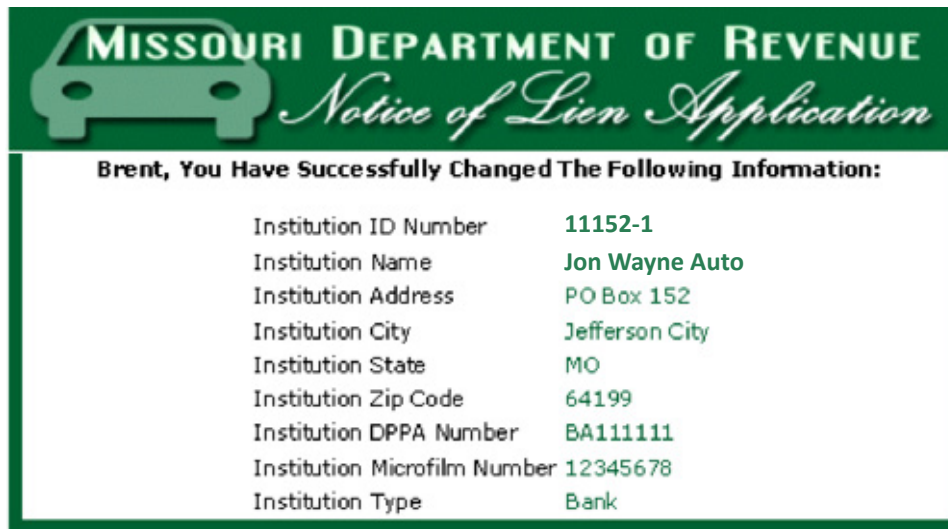 MISSOURI DEPARTMENT OF REVENUE
Notice of Lien Application
Brent, You Have Successfully Changed The Following Information:
Institution ID Number 11152-1
Institution Name Jon Wayne Auto
Institution Address PO Box 152
Institution City Jefferson City
Institution State MO
Institution Zip Code 64199
Institution DPPA Number BA111111
Institution Microfilm Number 12345678
Institution Type Bank